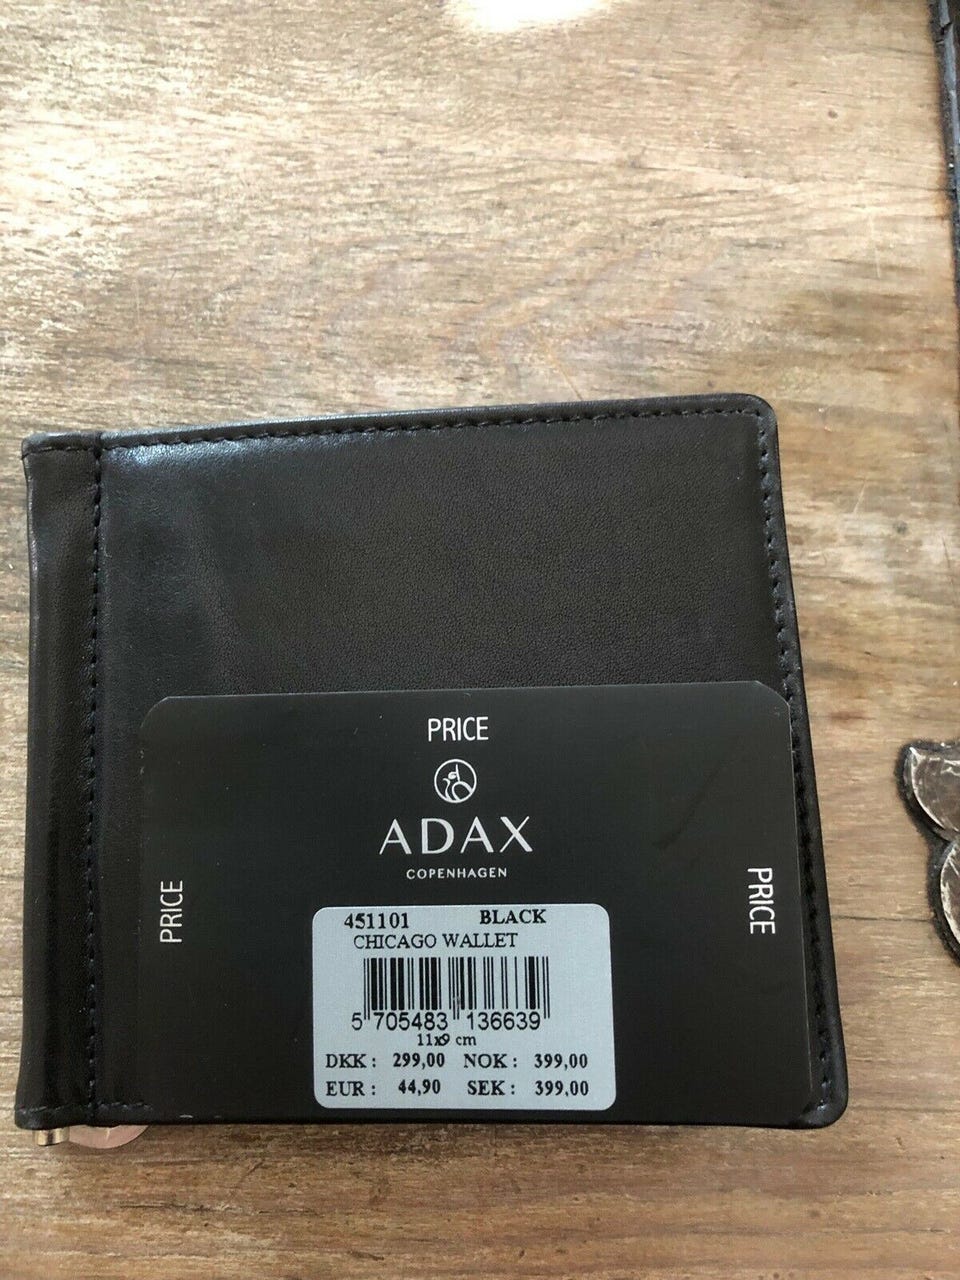 PRICE
ADAX
COPENHAGEN
PRICE
PRICE
451101 BLACK
CHICAGO WALLET
5 705483 136639
11x9 cm
DKK : 299,00 NOK : 399,00
EUR : 44,90 SEK : 399,00